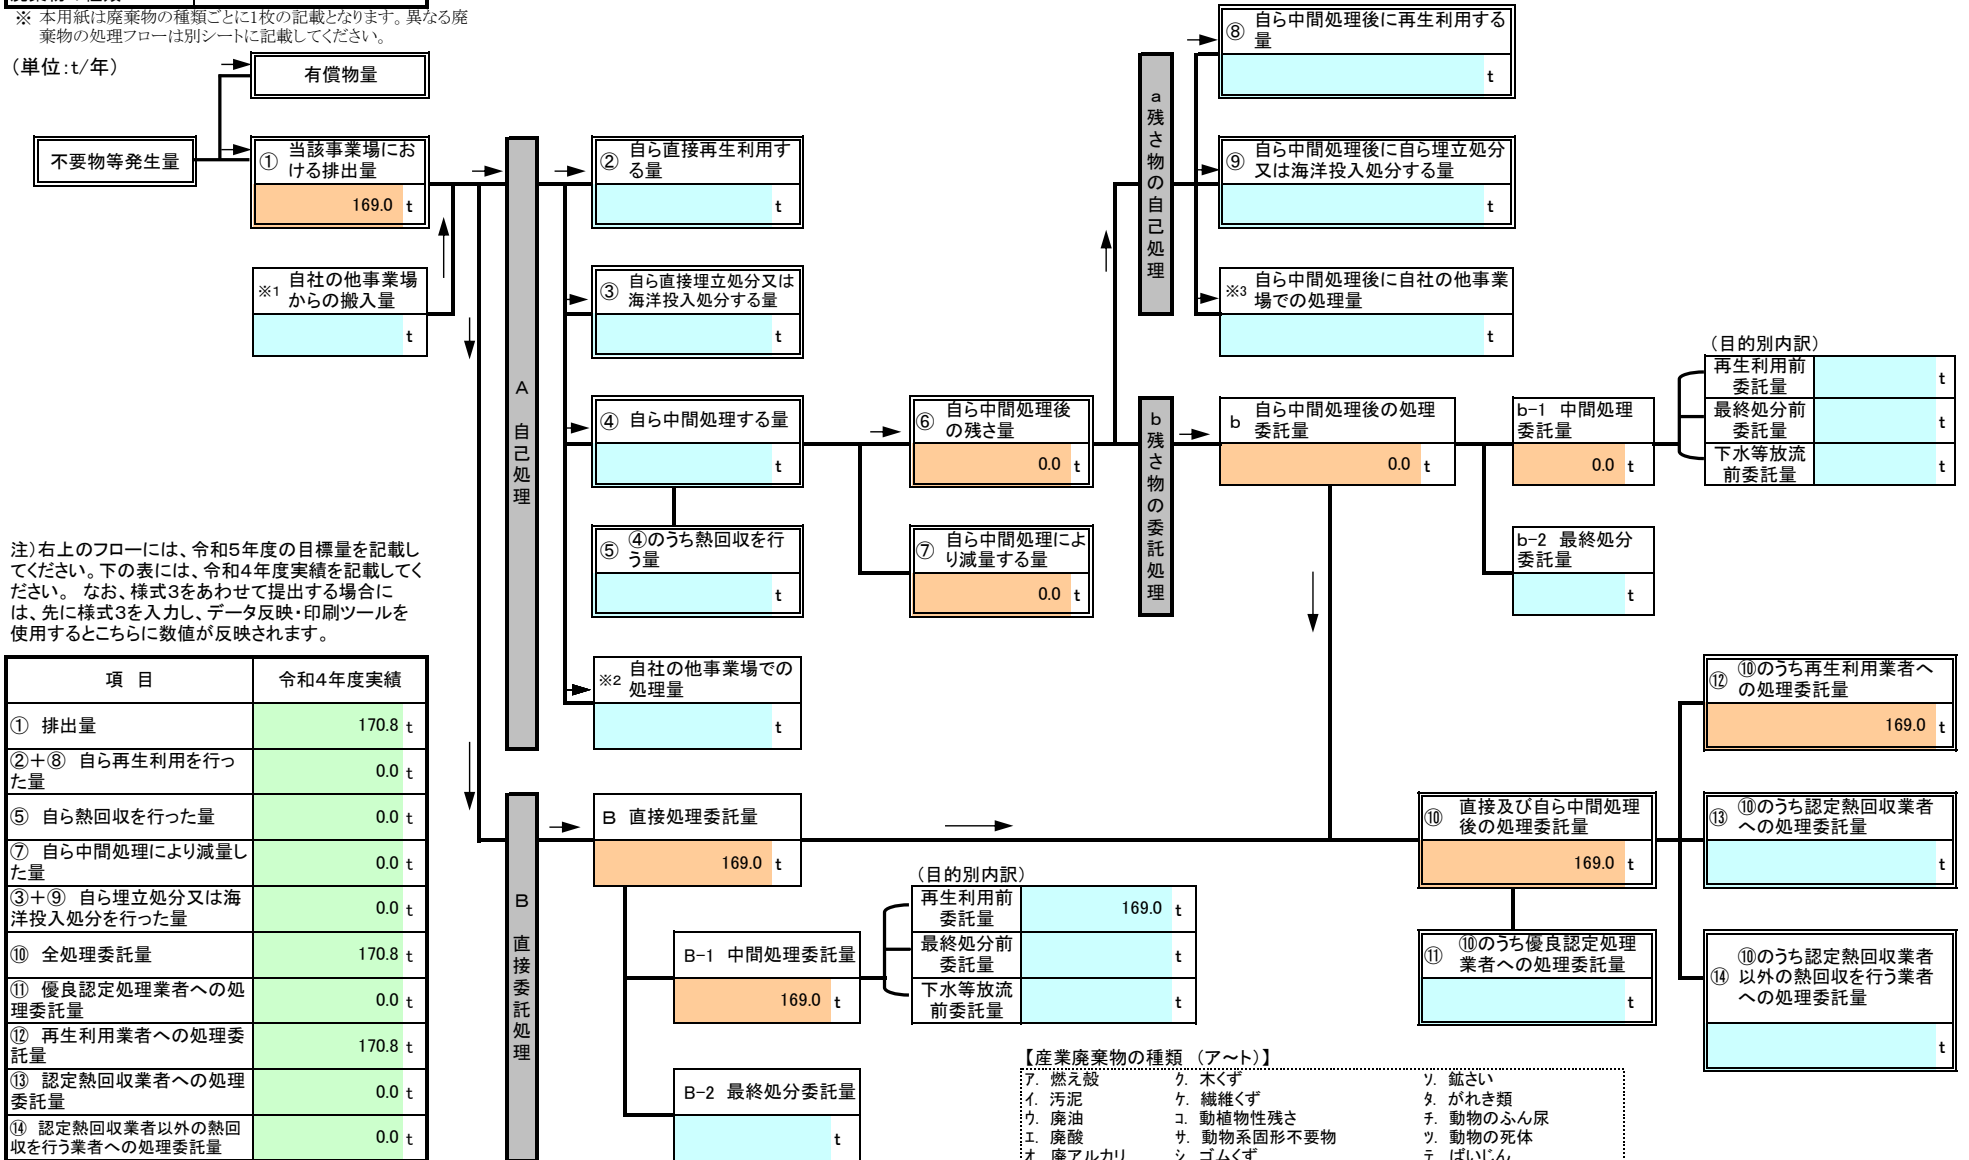 ※ 本用紙は廃棄物の種類ごとに1枚の記載となります。異なる廃
棄物の処理フローは別シートに記載してください。
（単位:t/年）
有償物量
不要物等発生量
① 当該事業場にお
ける排出量
169.0 t
※1 自社の他事業場
からの搬入量
t
A 自己処理
② 自ら直接再生利用す
る量
t
③ 自ら直接埋立処分又は
海洋投入処分する量
t
④ 自ら中間処理する量
t
⑤ ④のうち熱回収を行
う量
t
※2 自社の他事業場での
処理量
t
⑥ 自ら中間処理後
の残さ量
0.0 t
⑦ 自ら中間処理によ
り減量する量
0.0 t
a 残さ物の自己処理
⑧ 自ら中間処理後に再生利用する
量
t
⑨ 自ら中間処理後に自ら埋立処分
又は海洋投入処分する量
t
※3 自ら中間処理後に自社の他事業
場での処理量
t
b 残さ物の委託処理
b 自ら中間処理後の処理
委託量
0.0 t
b-1 中間処理
委託量
0.0 t
b-2 最終処分
委託量
t
（目的別内訳）
再生利用前
委託量
t
最終処分前
委託量
t
下水等放流
前委託量
t
注）右上のフローには、令和5年度の目標量を記載し
てください。下の表には、令和4年度実績を記載してく
ださい。 なお、様式3をあわせて提出する場合に
は、先に様式3を入力し、データ反映・印刷ツールを
使用するとこちらに数値が反映されます。
項 目 令和4年度実績
① 排出量 170.8 t
②＋⑧ 自ら再生利用を行っ
た量 0.0 t
⑤ 自ら熱回収を行った量 0.0 t
⑦ 自ら中間処理により減量し
た量 0.0 t
③＋⑨ 自ら埋立処分又は海
洋投入処分を行った量 0.0 t
⑩ 全処理委託量 170.8 t
⑪ 優良認定処理業者への処
理委託量 0.0 t
⑫ 再生利用業者への処理委
託量 170.8 t
⑬ 認定熱回収業者への処理
委託量 0.0 t
⑭ 認定熱回収業者以外の熱回
収を行う業者への処理委託量 0.0 t
B 直接委託処理
B 直接処理委託量
169.0 t
B-1 中間処理委託量
169.0 t
B-2 最終処分委託量
t
（目的別内訳）
再生利用前
委託量
169.0 t
最終処分前
委託量
t
下水等放流
前委託量
t
⑩ 直接及び自ら中間処理
後の処理委託量
169.0 t
⑪ ⑩のうち優良認定処理
業者への処理委託量
t
⑫ ⑩のうち再生利用業者へ
の処理委託量
169.0 t
⑬ ⑩のうち認定熱回収業者
への処理委託量
t
⑭ ⑩のうち認定熱回収業者
以外の熱回収を行う業者
への処理委託量
t
【産業廃棄物の種類 （ア～ト）】
ア. 燃え殻 ク. 木くず ソ. 鉱さい
イ. 汚泥 ケ. 繊維くず タ. がれき類
ウ. 廃油 コ. 動植物性残さ チ. 動物のふん尿
エ. 廃酸 サ. 動物系固形不要物 ツ. 動物の死体
オ. 廃アルカリ シ. ゴムくず テ. ばいじん